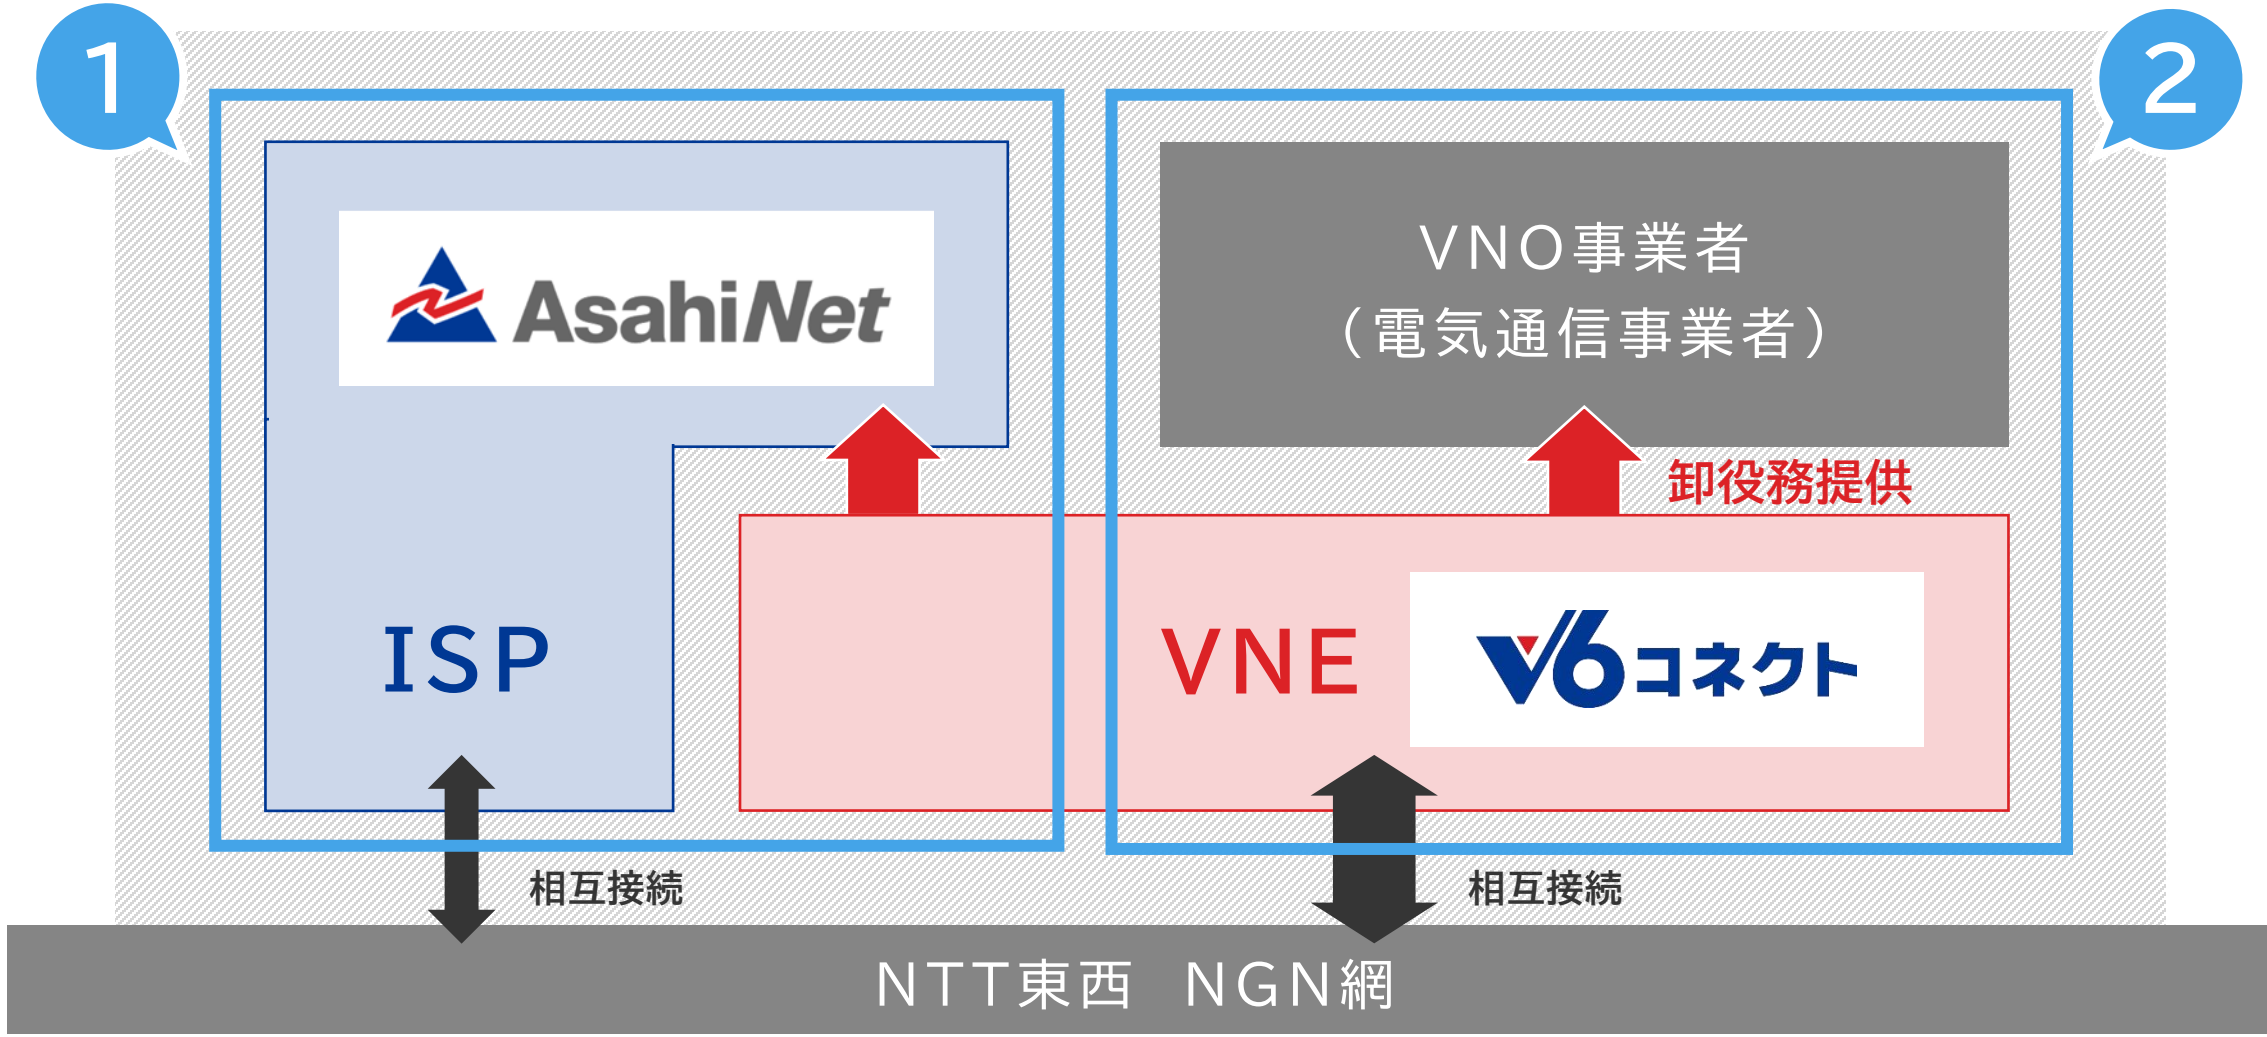 1
2
AsahiNet
VNO事業者
（電気通信事業者）
卸役務提供
ISP
VNE
v6コネクト
相互接続
相互接続
NTT東西　NGN網